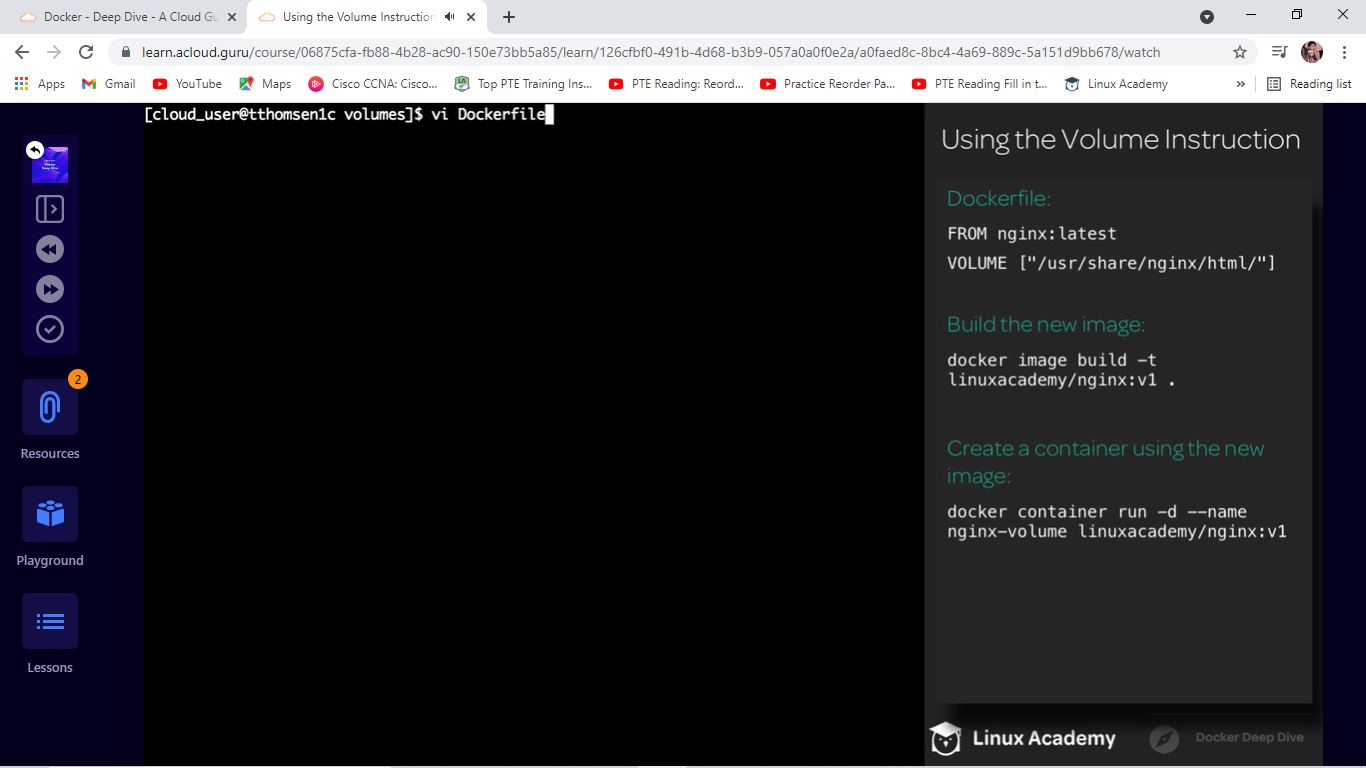 Docker - Deep Dive - A Cloud Gu
Using the Volume Instruction
learn.acloud.guru/course/06875cfa-fb88-4b28-ac90-150e73bb5a85/learn/126cfbf0-491b-4d68-b3b9-057a0a0f0e2a/a0faed8c-8bc4-4a69-889c-5a151d9bb678/watch
Apps Gmail YouTube Maps Cisco CCNA: Cisco... Top PTE Training Ins... PTE Reading: Reord... Practice Reorder Pa... PTE Reading Fill in t... Linux Academy » Reading list
[cloud_user@tthomsen1c volumes]$ vi Dockerfile
2
Resources
Playground
Lessons
Using the Volume Instruction
Dockerfile:
FROM nginx:latest
VOLUME ["/usr/share/nginx/html/"]
Build the new image:
docker image build -t
linuxacademy/nginx:v1 .
Create a container using the new
image:
docker container run -d --name
nginx-volume linuxacademy/nginx:v1
Linux Academy
Docker Deep Dive